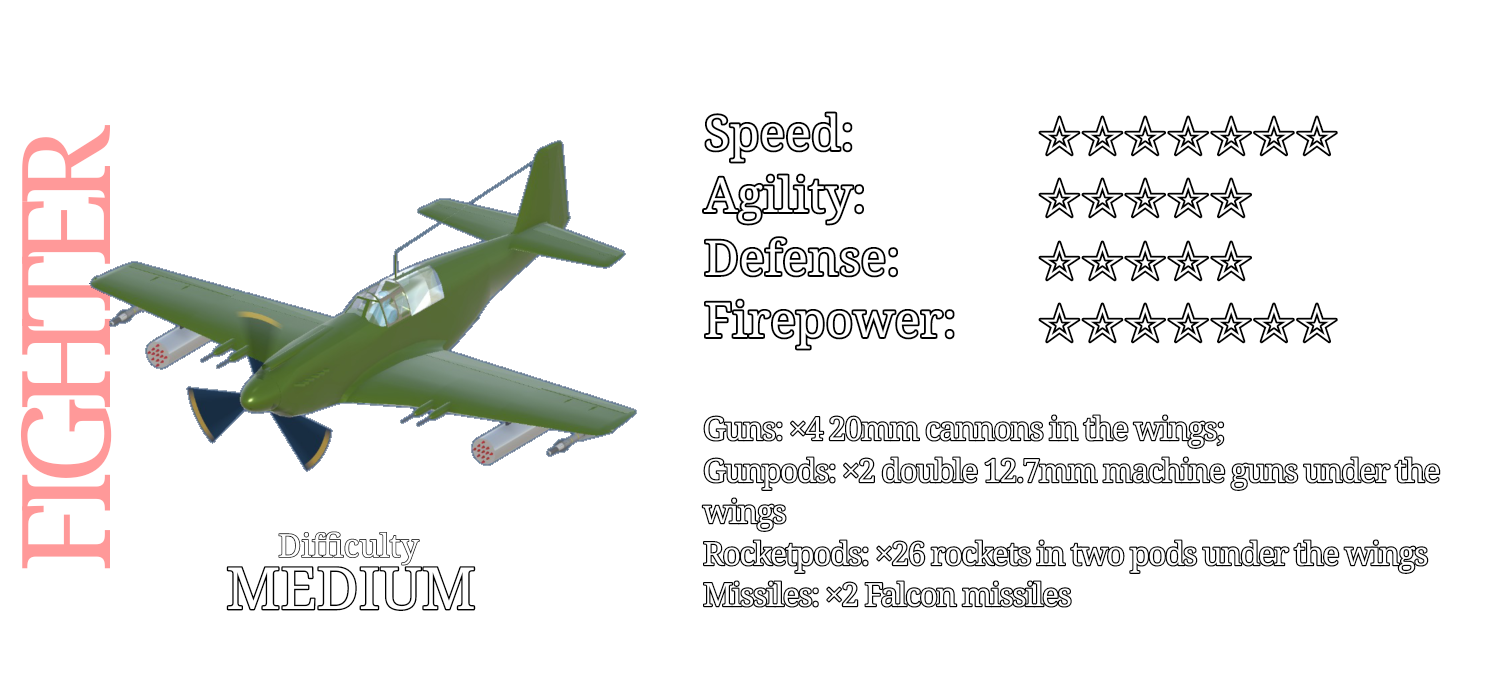 FIGHTER
Difficulty
MEDIUM
Speed: ☆☆☆☆☆☆☆
Agility: ☆☆☆☆☆
Defense: ☆☆☆☆☆
Firepower: ☆☆☆☆☆☆☆
Guns: ×4 20mm cannons in the wings;
Gunpods: ×2 double 12.7mm machine guns under the
wings
Rocketpods: ×26 rockets in two pods under the wings
Missiles: ×2 Falcon missiles